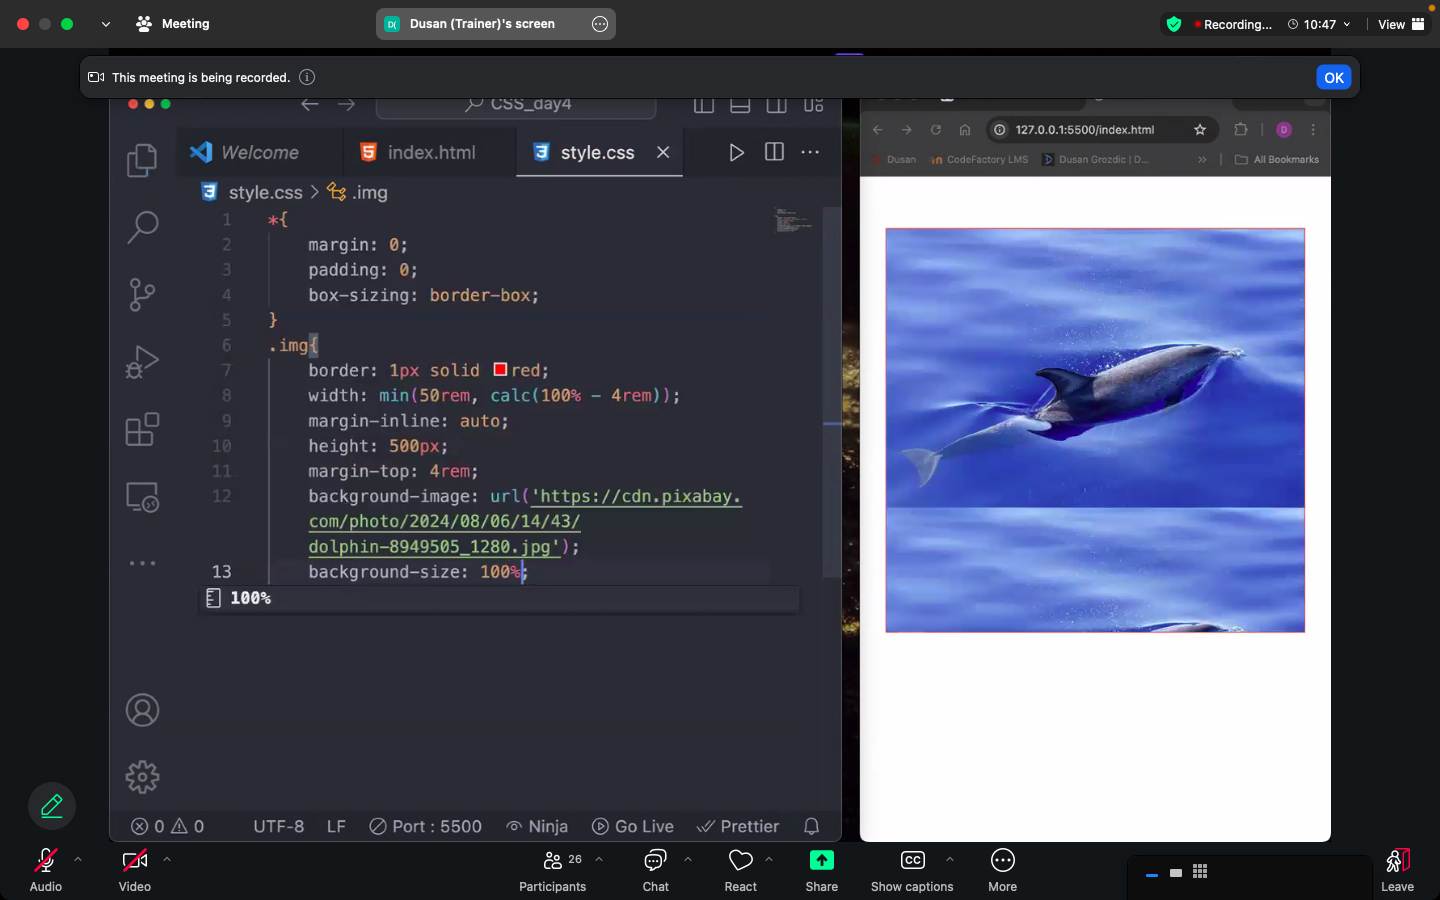 Meeting
D( Dusan (Trainer)'s screen
Recording...
10:47
View
This meeting is being recorded.
OK
CSS_day4
Welcome
index.html
style.css
style.css > .img
1 *{
2 margin: 0;
3 padding: 0;
4 box-sizing: border-box;
5 }
6 .img{
7 border: 1px solid red;
8 width: min(50rem, calc(100% - 4rem));
9 margin-inline: auto;
10 height: 500px;
11 margin-top: 4rem;
12 background-image: url('https://cdn.pixabay.
com/photo/2024/08/06/14/43/
dolphin-8949505_1280.jpg');
13 background-size: 100%;
100%
0 0 UTF-8 LF Port : 5500 Ninja Go Live Prettier
127.0.0.1:5500/index.html
D
Dusan CodeFactory LMS Dusan Grozdic | D... » All Bookmarks
Audio
Video
26
Participants
Chat
React
Share
CC
Show captions
More
Leave